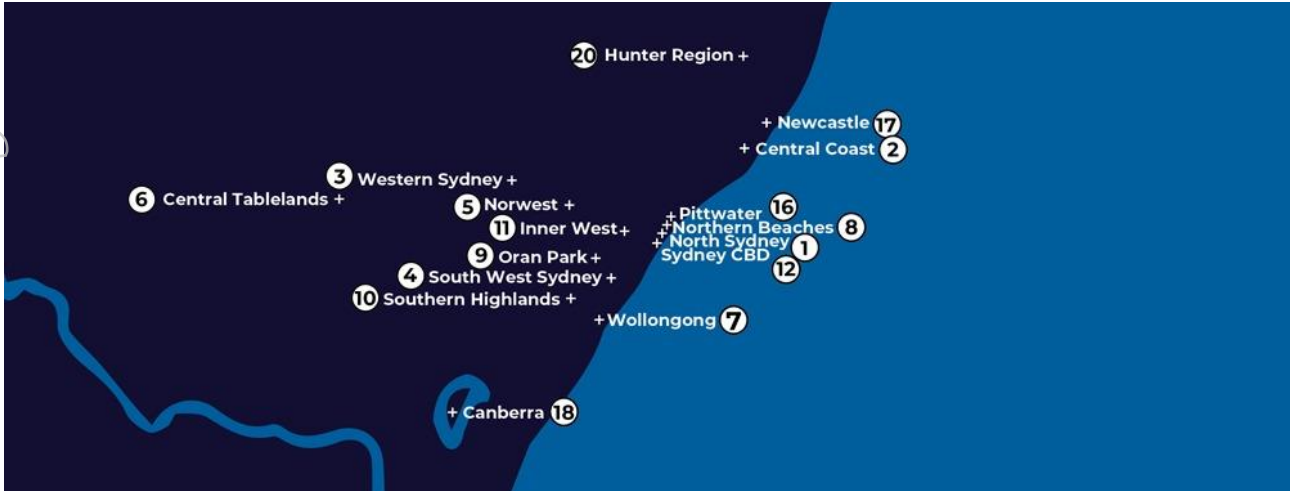 20 Hunter Region +
+ Newcastle 17
+ Central Coast 2
3 Western Sydney +
6 Central Tablelands +
5 Norwest +
+ Pittwater 16
11 Inner West +
+ Northern Beaches 8
+ North Sydney 1
9 Oran Park +
+ Sydney CBD 12
4 South West Sydney +
10 Southern Highlands +
+ Wollongong 7
+ Canberra 18